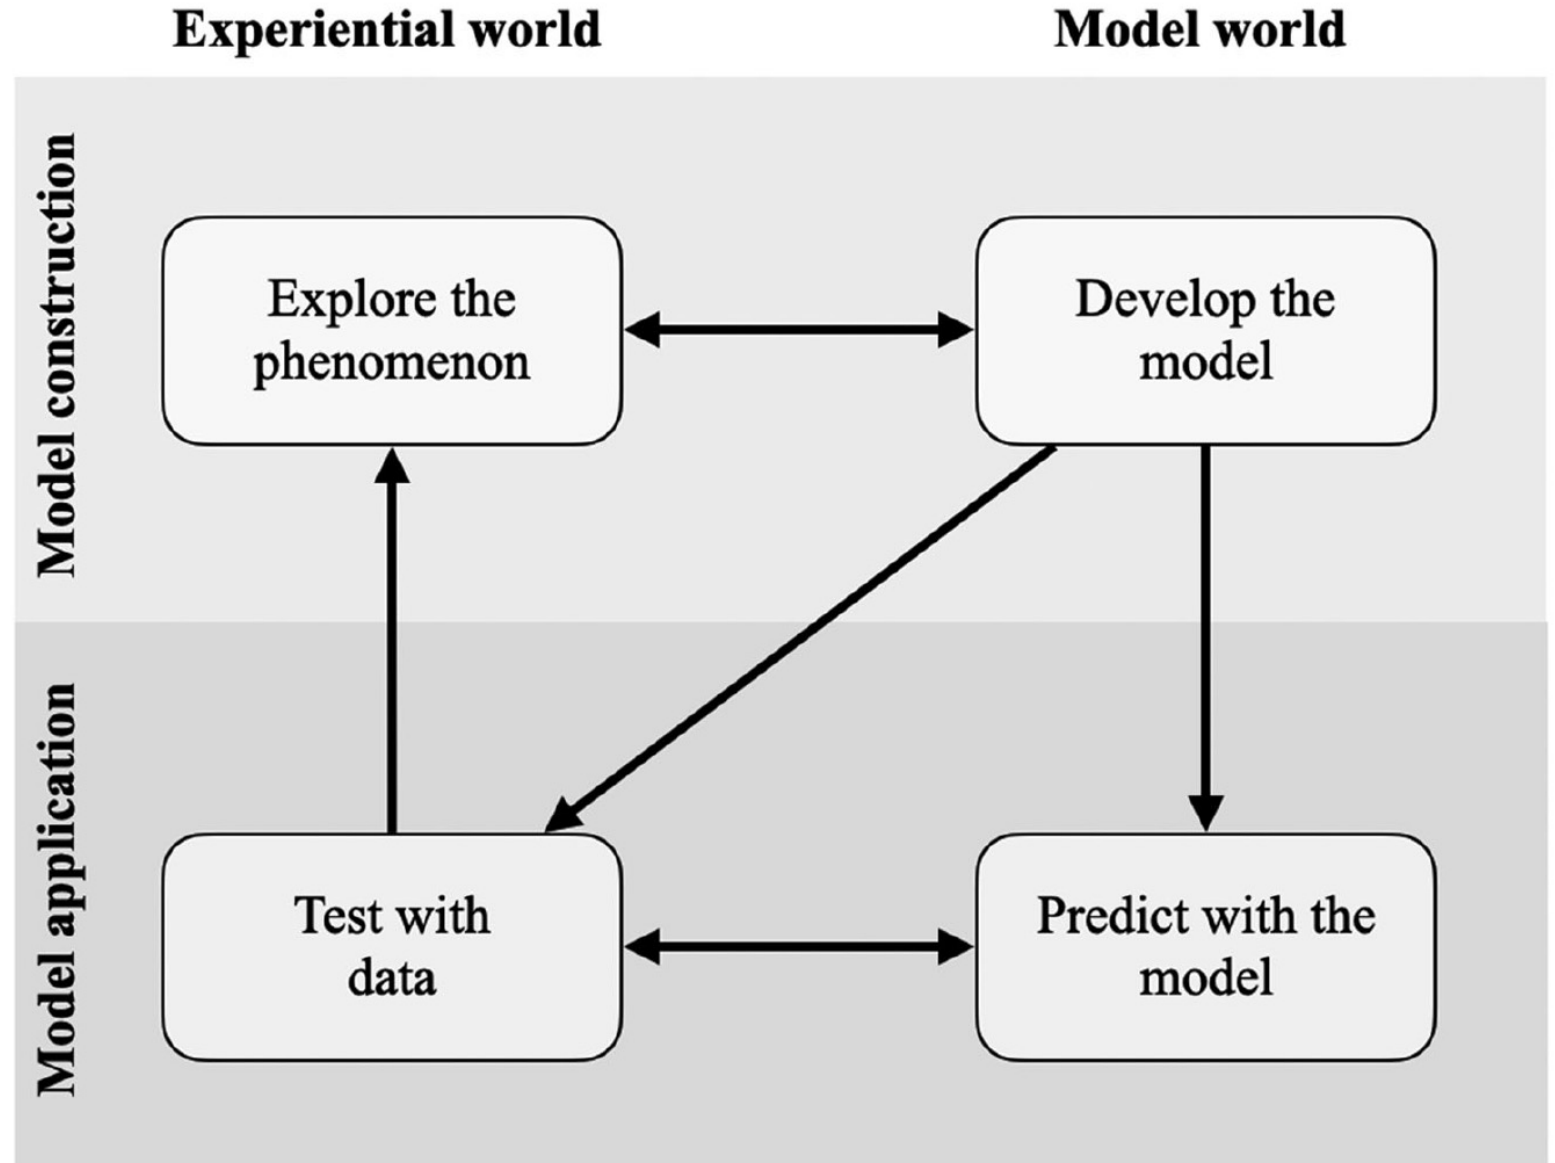 Experiential world
Model world
Model construction
Explore the
phenomenon
Develop the
model
Model application
Test with
data
Predict with the
model